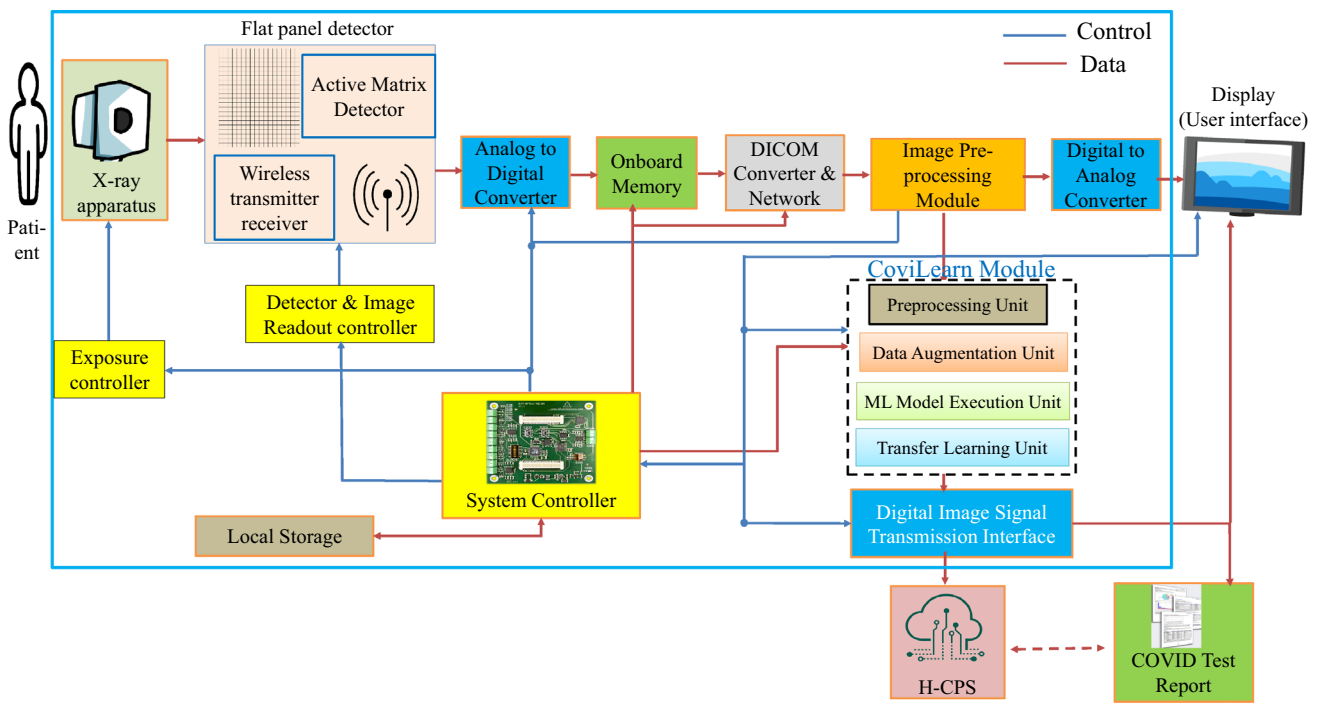 Flat panel detector
Control
Data
Active Matrix
Detector
Wireless
transmitter
receiver
X-ray
apparatus
Pati-
ent
Analog to
Digital
Converter
Onboard
Memory
DICOM
Converter &
Network
Image Pre-
processing
Module
Digital to
Analog
Converter
Display
(User interface)
Detector & Image
Readout controller
Exposure
controller
CoviLearn Module
Preprocessing Unit
Data Augmentation Unit
ML Model Execution Unit
Transfer Learning Unit
System Controller
Local Storage
Digital Image Signal
Transmission Interface
H-CPS
COVID Test
Report